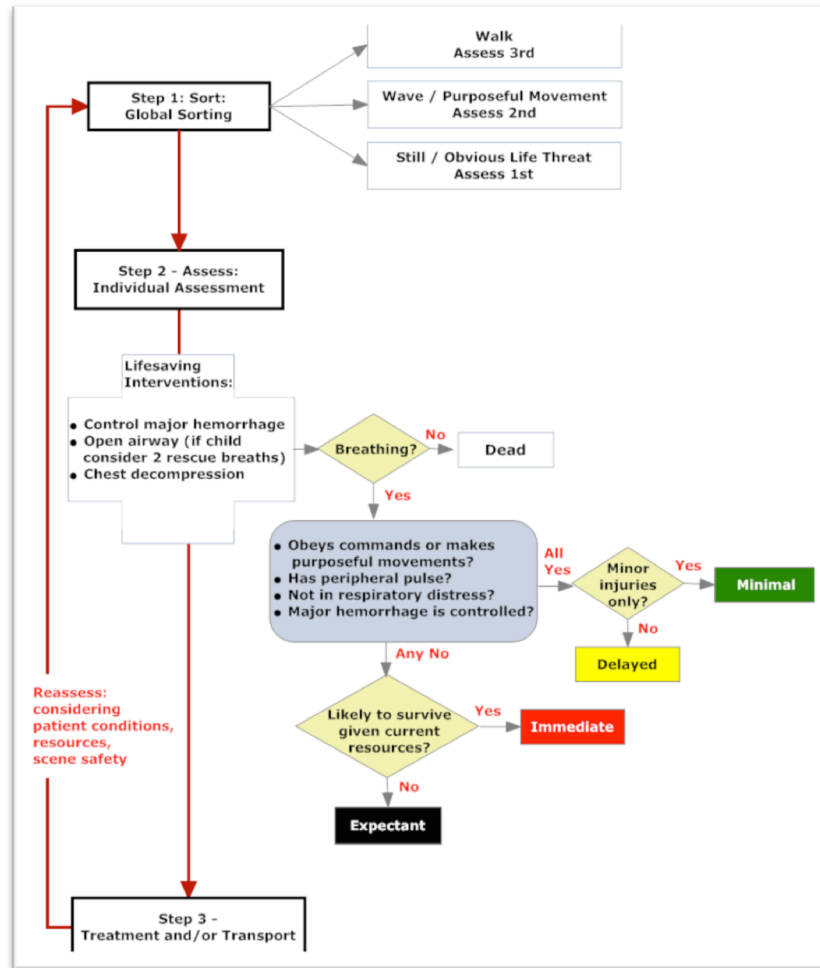 Walk
Assess 3rd
Step 1: Sort:
Global Sorting
Wave / Purposeful Movement
Assess 2nd
Still / Obvious Life Threat
Assess 1st
Step 2 - Assess:
Individual Assessment
Lifesaving
Interventions:
• Control major hemorrhage
• Open airway (if child
consider 2 rescue breaths)
• Chest decompression
Breathing?
No
Dead
Yes
• Obeys commands or makes
purposeful movements?
• Has peripheral pulse?
• Not in respiratory distress?
• Major hemorrhage is controlled?
All
Yes
Minor
injuries
only?
Yes
Minimal
No
Delayed
Any No
Likely to survive
given current
resources?
Yes
Immediate
No
Expectant
Reassess:
considering
patient conditions,
resources,
scene safety
Step 3 -
Treatment and/or Transport